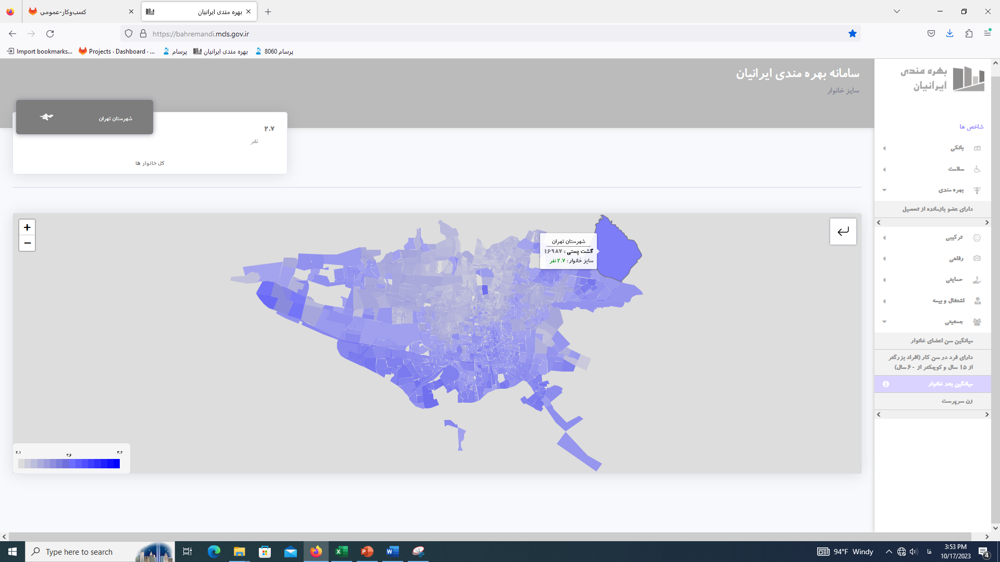 کسب‌وکار-عمومی
بهره مندی ایرانیان
https://bahremandi.mcls.gov.ir
Import bookmarks...
Projects · Dashboard · ...
پرسام
بهره مندی ایرانیان
پرسام 8060
سامانه بهره مندی ایرانیان
سایز خانوار
شهرستان تهران
۲.۷
نفر
کل خانوار ها
+
−
شهرستان تهران
گشت پستی : ۱۶۹۸۷
سایز خانوار : ۲.۷ نفر
۲.۱
۲.۶
۳.۲
بهره مندی
ایرانیان
شاخص ها
بانکی
سلامت
بهره مندی
دارای عضو بازمانده از تحصیل
ترکیبی
رفاهی
حمایتی
اشتغال و بیمه
جمعیتی
میانگین سن اعضای خانوار
دارای فرد در سن کار (افراد بزرگتر
از ۱۵ سال و کوچکتر از ۶۰ سال)
میانگین بعد خانوار
زن سرپرست
Type here to search
94°F Windy
فا
3:53 PM
10/17/2023
4